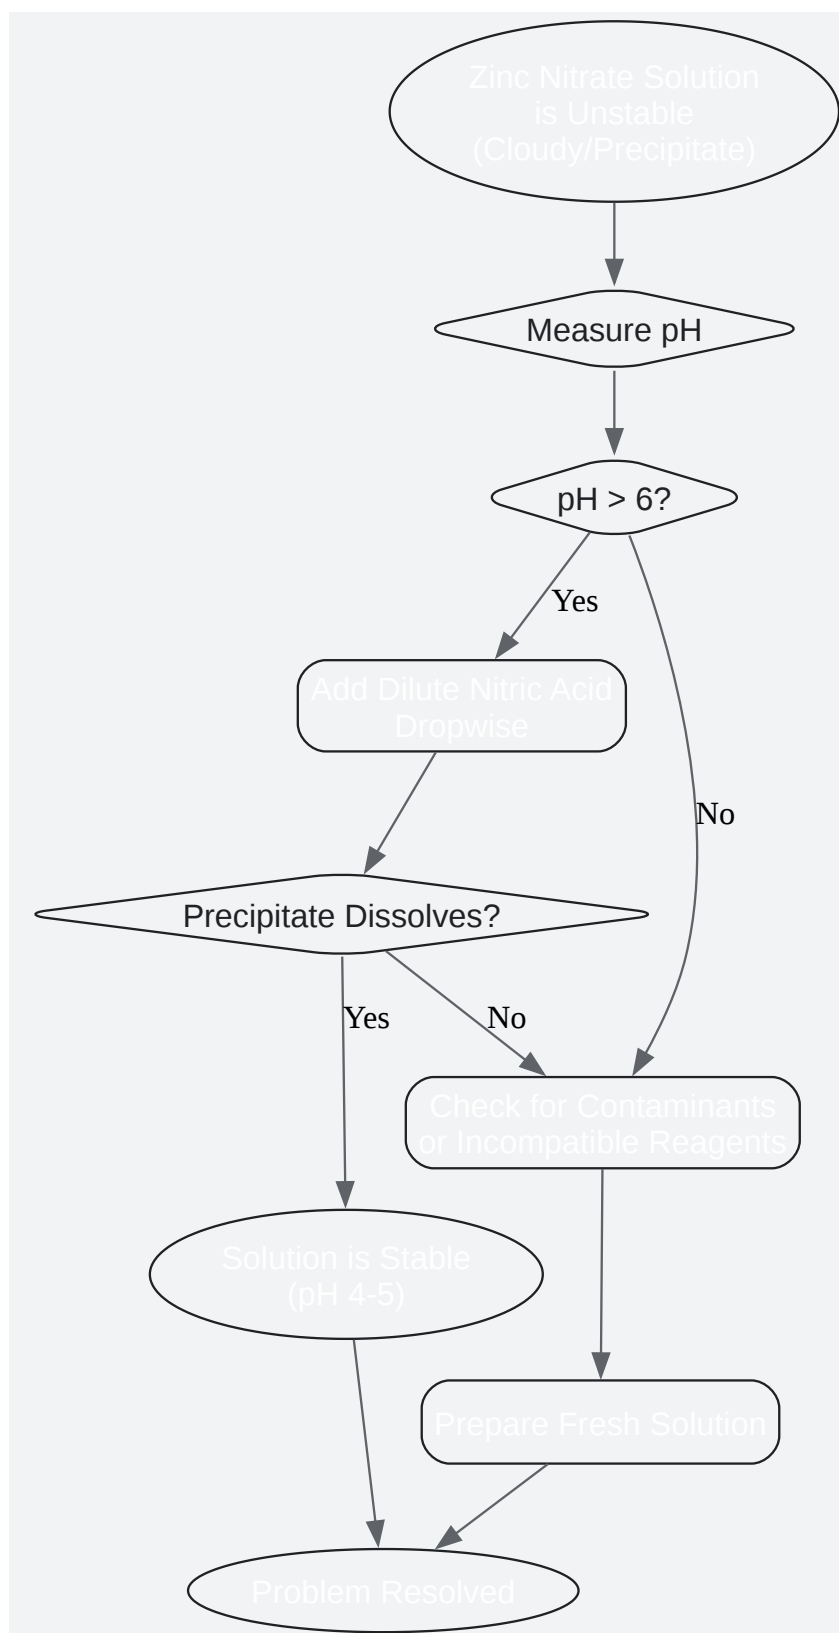 Zinc Nitrate Solution
is Unstable
(Cloudy/Precipitate)
Measure pH
pH > 6?
Yes
Add Dilute Nitric Acid
Dropwise
No
Precipitate Dissolves?
Yes
No
Check for Contaminants
or Incompatible Reagents
Solution is Stable
(pH 4-5)
Prepare Fresh Solution
Problem Resolved